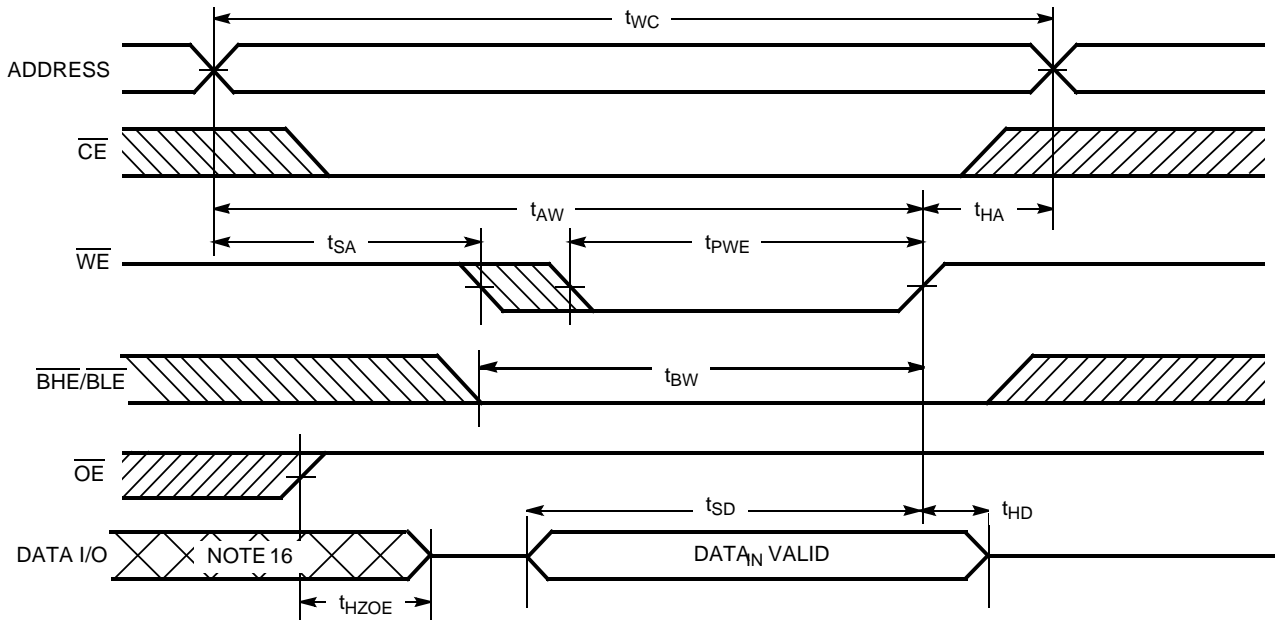 tWC
ADDRESS
CE
tAW
tHA
tSA
tPWE
WE
tBW
BHE/BLE
OE
tSD
tHD
DATA I/O
NOTE 16
DATAIN VALID
tHZOE